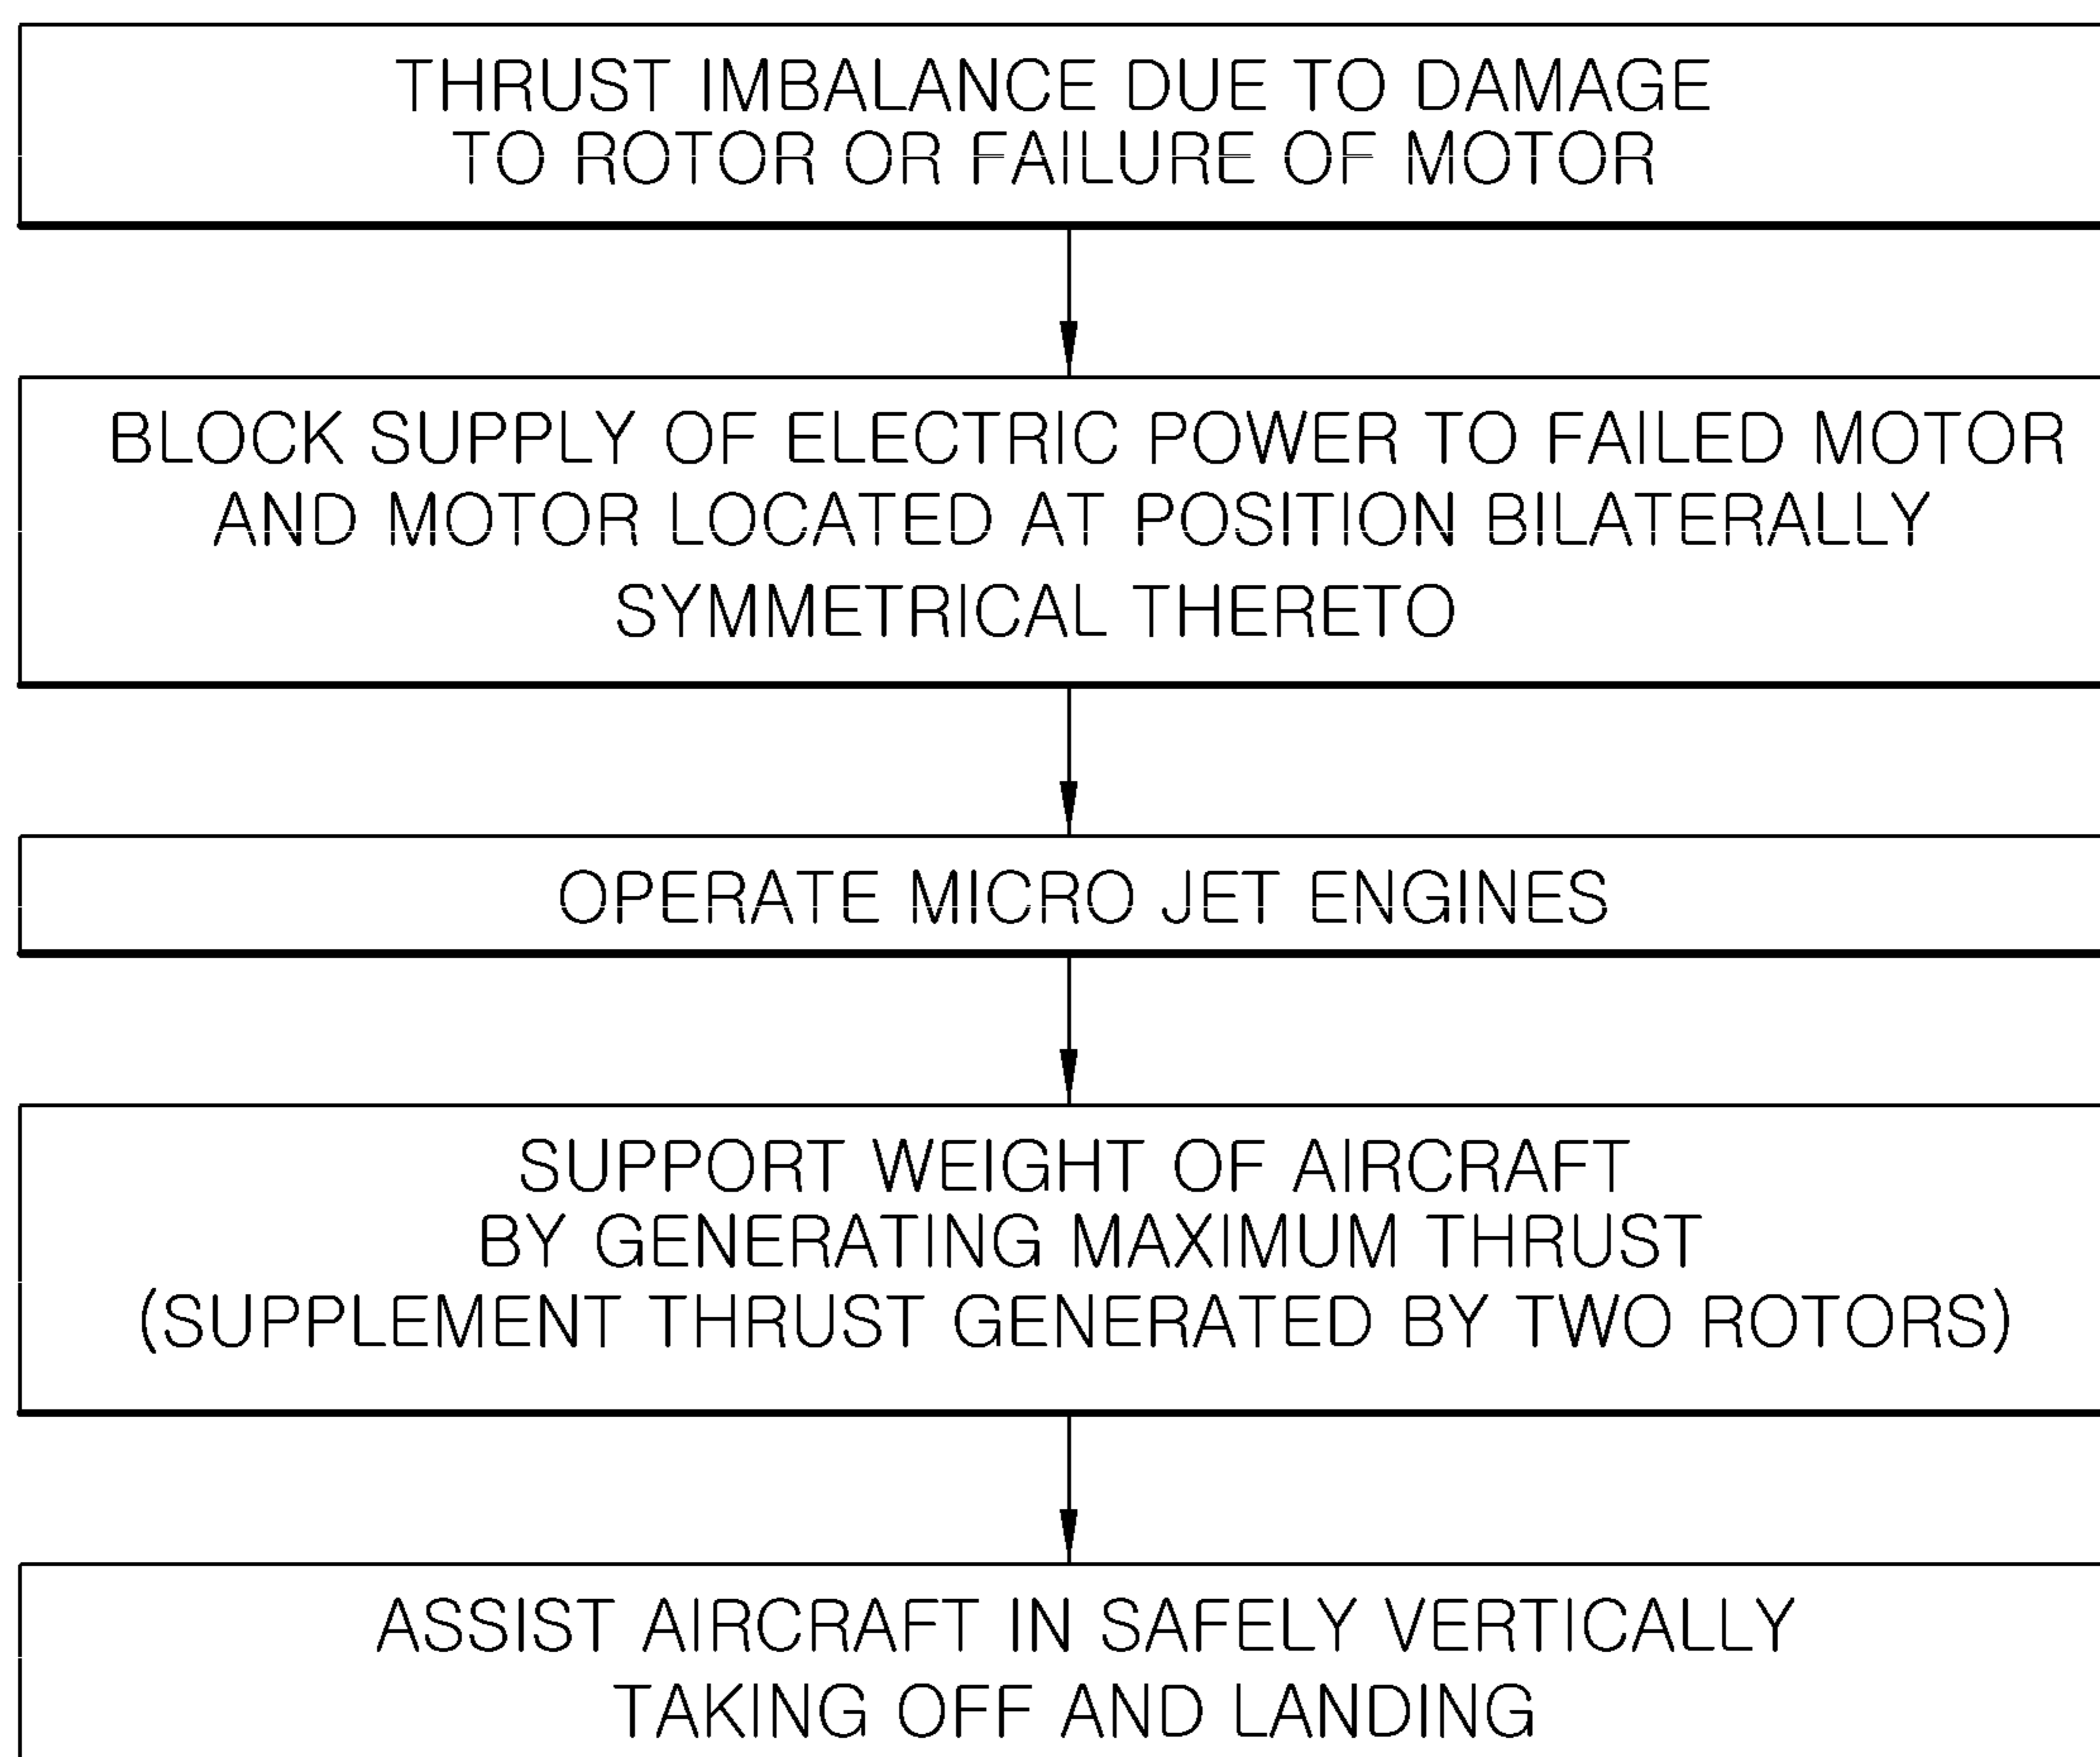 THRUST IMBALANCE DUE TO DAMAGE
TO ROTOR OR FAILURE OF MOTOR
BLOCK SUPPLY OF ELECTRIC POWER TO FAILED MOTOR
AND MOTOR LOCATED AT POSITION BILATERALLY
SYMMETRICAL THERETO
OPERATE MICRO JET ENGINES
SUPPORT WEIGHT OF AIRCRAFT
BY GENERATING MAXIMUM THRUST
(SUPPLEMENT THRUST GENERATED BY TWO ROTORS)
ASSIST AIRCRAFT IN SAFELY VERTICALLY
TAKING OFF AND LANDING